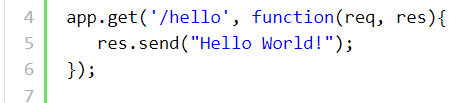 4 app.get('/hello', function(req, res){
5    res.send("Hello World!");
6 });
7